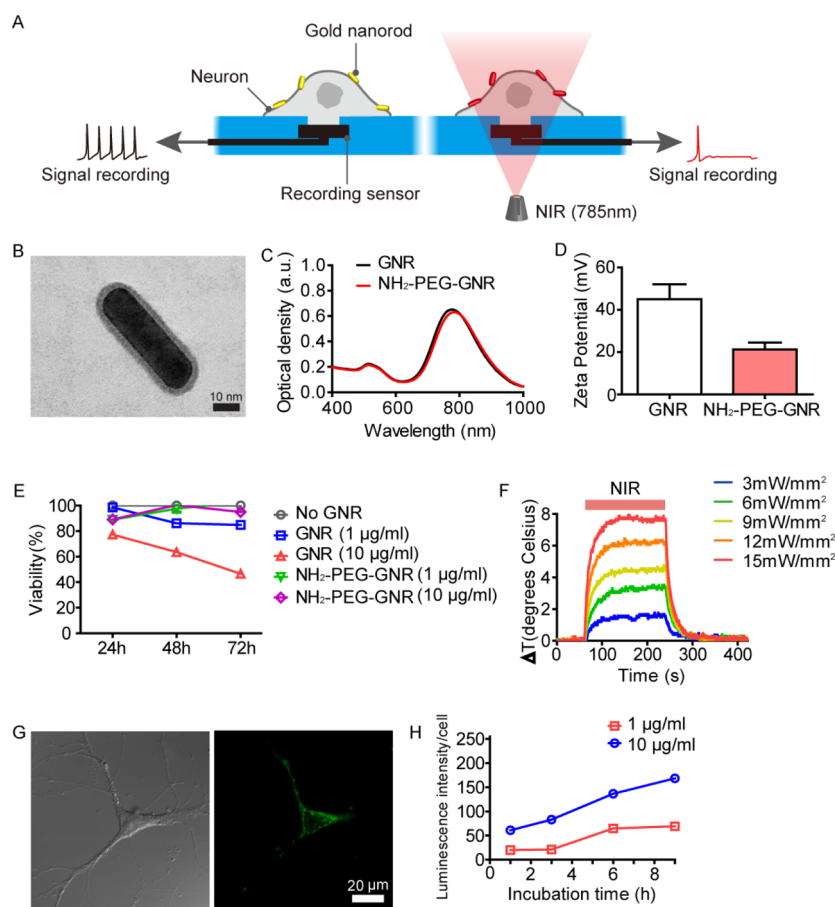 A
Gold nanorod
Neuron
Signal recording
Recording sensor
NIR (785nm)
Signal recording
B
10 nm
C
GNR
NH₂-PEG-GNR
Optical density (a.u.)
1.0
0.8
0.6
0.4
0.2
0.0
400 600 800 1000
Wavelength (nm)
D
Zeta Potential (mV)
60
40
20
0
GNR NH₂-PEG-GNR
E
Viability(%)
100
80
60
40
20
0
24h 48h 72h
No GNR
GNR (1 µg/ml)
GNR (10 µg/ml)
NH₂-PEG-GNR (1 µg/ml)
NH₂-PEG-GNR (10 µg/ml)
F
NIR
ΔT(degrees Celsius)
8
6
4
2
0
0 100 200 300 400
Time (s)
3mW/mm²
6mW/mm²
9mW/mm²
12mW/mm²
15mW/mm²
G
20 µm
H
1 µg/ml
10 µg/ml
Luminescence intensity/cell
250
200
150
100
50
0
0 2 4 6 8
Incubation time (h)